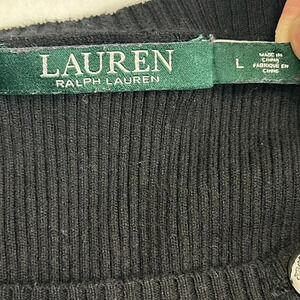 LAUREN
RALPH LAUREN
L
MADE IN
CHINA
FABRIQUÉ EN
CHINE